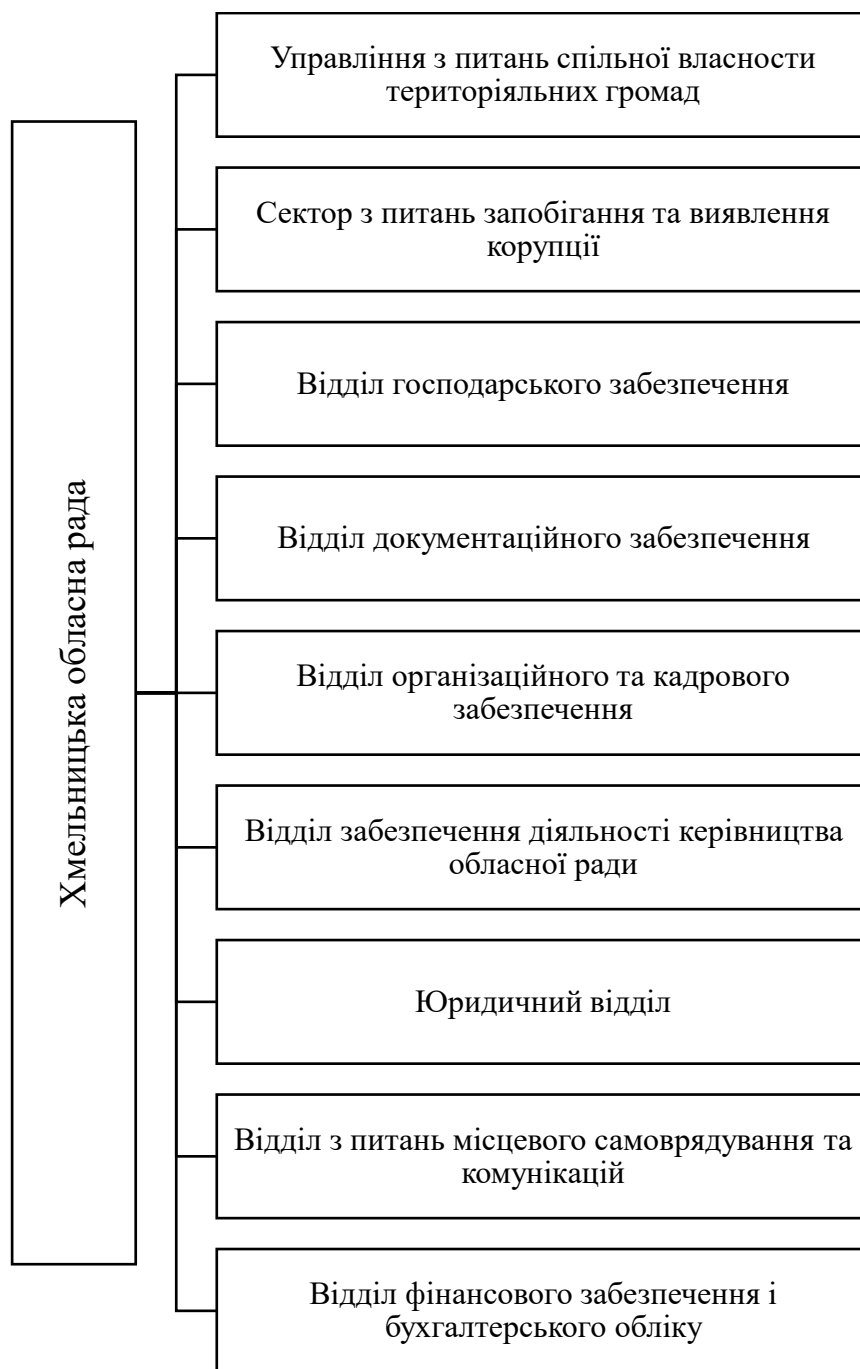 Хмельницька обласна рада
Управління з питань спільної власности
територіяльних громад
Сектор з питань запобігання та виявлення
корупції
Відділ господарського забезпечення
Відділ документаційного забезпечення
Відділ організаційного та кадрового
забезпечення
Відділ забезпечення діяльності керівництва
обласної ради
Юридичний відділ
Відділ з питань місцевого самоврядування та
комунікацій
Відділ фінансового забезпечення і
бухгалтерського обліку